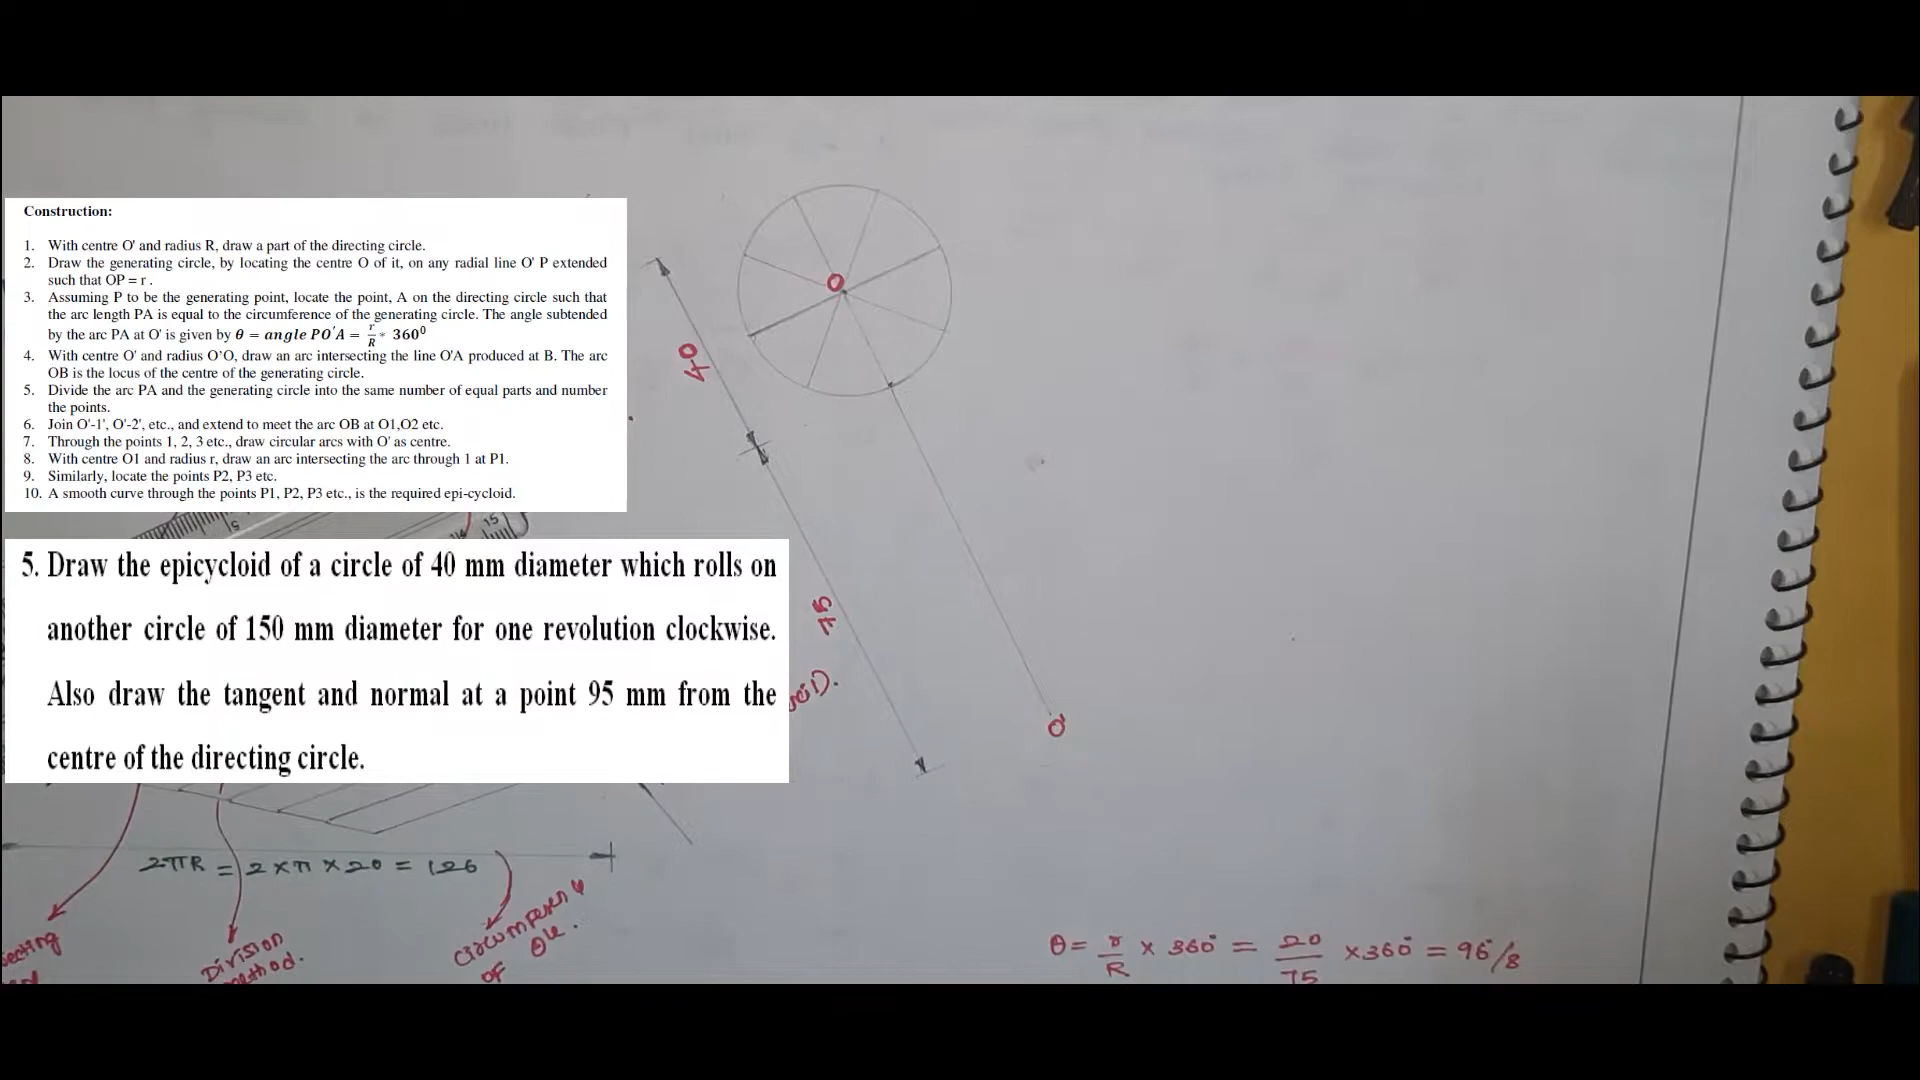 Construction:
1. With centre O' and radius R, draw a part of the directing circle.
2. Draw the generating circle, by locating the centre O of it, on any radial line O' P extended
such that OP = r .
3. Assuming P to be the generating point, locate the point, A on the directing circle such that
the arc length PA is equal to the circumference of the generating circle. The angle subtended
by the arc PA at O' is given by θ = angle PO'A = r/R * 360⁰
4. With centre O' and radius O'O, draw an arc intersecting the line O'A produced at B. The arc
OB is the locus of the centre of the generating circle.
5. Divide the arc PA and the generating circle into the same number of equal parts and number
the points.
6. Join O'-1', O'-2', etc., and extend to meet the arc OB at O1,O2 etc.
7. Through the points 1, 2, 3 etc., draw circular arcs with O' as centre.
8. With centre O1 and radius r, draw an arc intersecting the arc through 1 at P1.
9. Similarly, locate the points P2, P3 etc.
10. A smooth curve through the points P1, P2, P3 etc., is the required epi-cycloid.
5
15
5. Draw the epicycloid of a circle of 40 mm diameter which rolls on
another circle of 150 mm diameter for one revolution clockwise.
Also draw the tangent and normal at a point 95 mm from the
centre of the directing circle.
O
40
75
O'
2πR = 2 × π × 20 = 126
Division
method.
Circumferen
of
θ = r/R × 360° = 20/75 × 360° = 96°/8